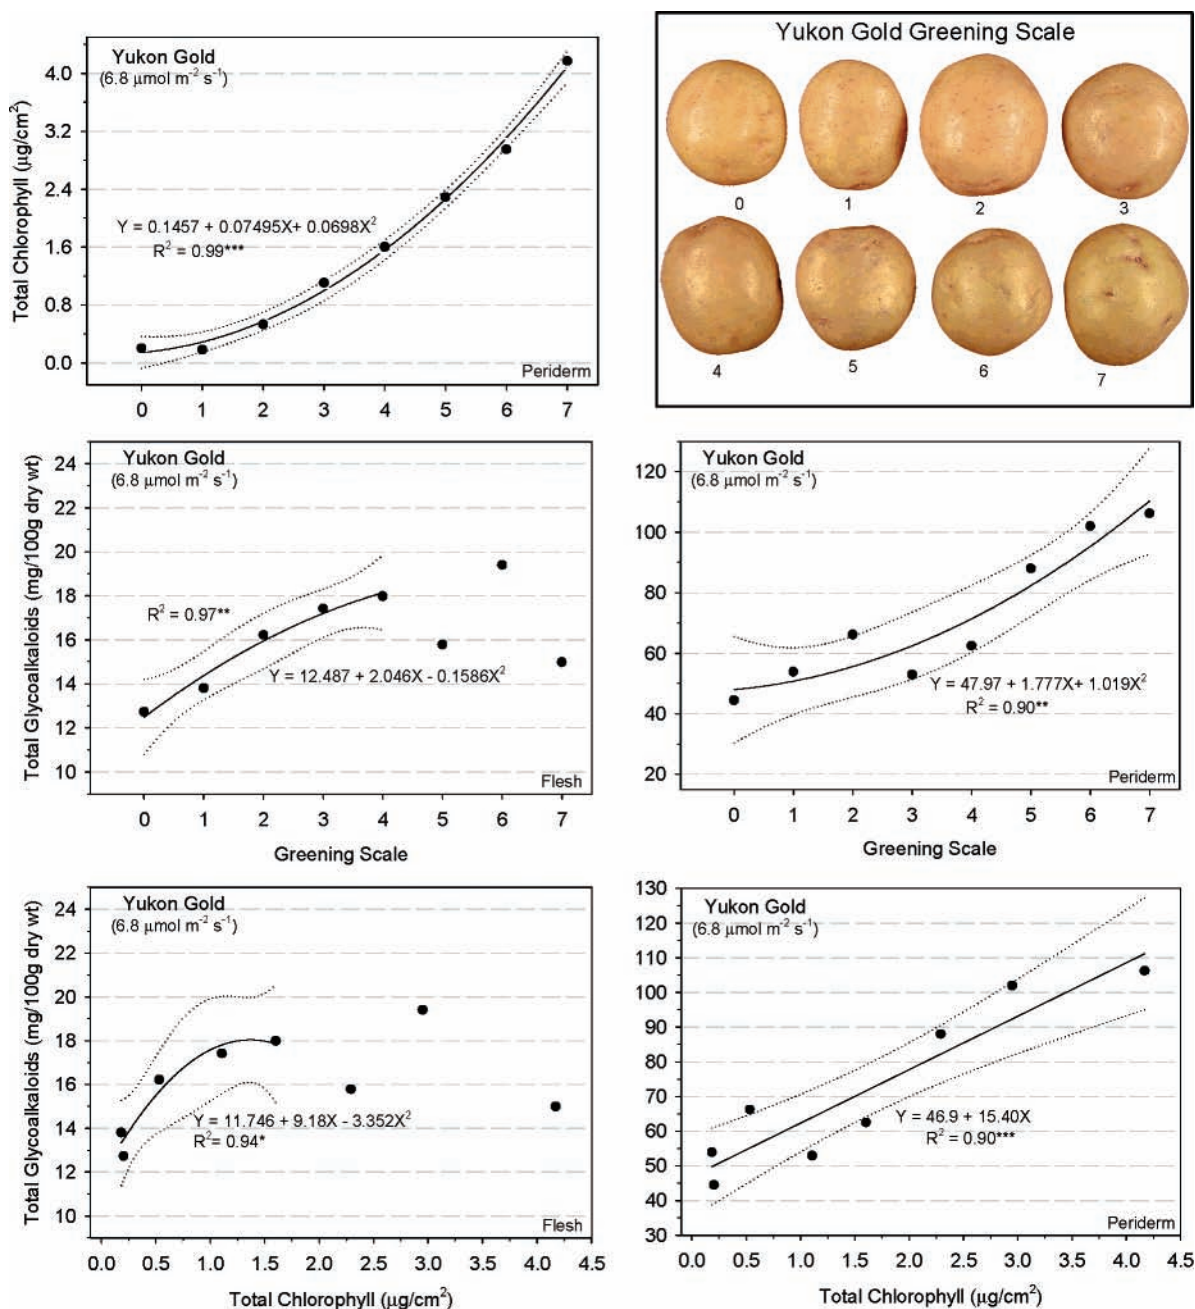 Yukon Gold
(6.8 μmol m⁻² s⁻¹)
Total Chlorophyll (μg/cm²)
4.0
3.2
2.4
1.6
0.8
0.0
Y = 0.1457 + 0.07495X+ 0.0698X²
R² = 0.99***
Periderm
0 1 2 3 4 5 6 7
Yukon Gold Greening Scale
0 1 2 3
4 5 6 7
Yukon Gold
(6.8 μmol m⁻² s⁻¹)
Total Glycoalkaloids (mg/100g dry wt)
24
22
20
18
16
14
12
10
R² = 0.97**
Y = 12.487 + 2.046X - 0.1586X²
Flesh
0 1 2 3 4 5 6 7
Greening Scale
Yukon Gold
(6.8 μmol m⁻² s⁻¹)
120
100
80
60
40
20
Y = 47.97 + 1.777X+ 1.019X²
R² = 0.90**
Periderm
0 1 2 3 4 5 6 7
Greening Scale
Yukon Gold
(6.8 μmol m⁻² s⁻¹)
Total Glycoalkaloids (mg/100g dry wt)
24
22
20
18
16
14
12
10
Y = 11.746 + 9.18X - 3.352X²
R²= 0.94*
Flesh
0.0 0.5 1.0 1.5 2.0 2.5 3.0 3.5 4.0 4.5
Total Chlorophyll (μg/cm²)
Yukon Gold
(6.8 μmol m⁻² s⁻¹)
130
120
110
100
90
80
70
60
50
40
30
Y = 46.9 + 15.40X
R² = 0.90***
Periderm
0.0 0.5 1.0 1.5 2.0 2.5 3.0 3.5 4.0 4.5
Total Chlorophyll (μg/cm²)